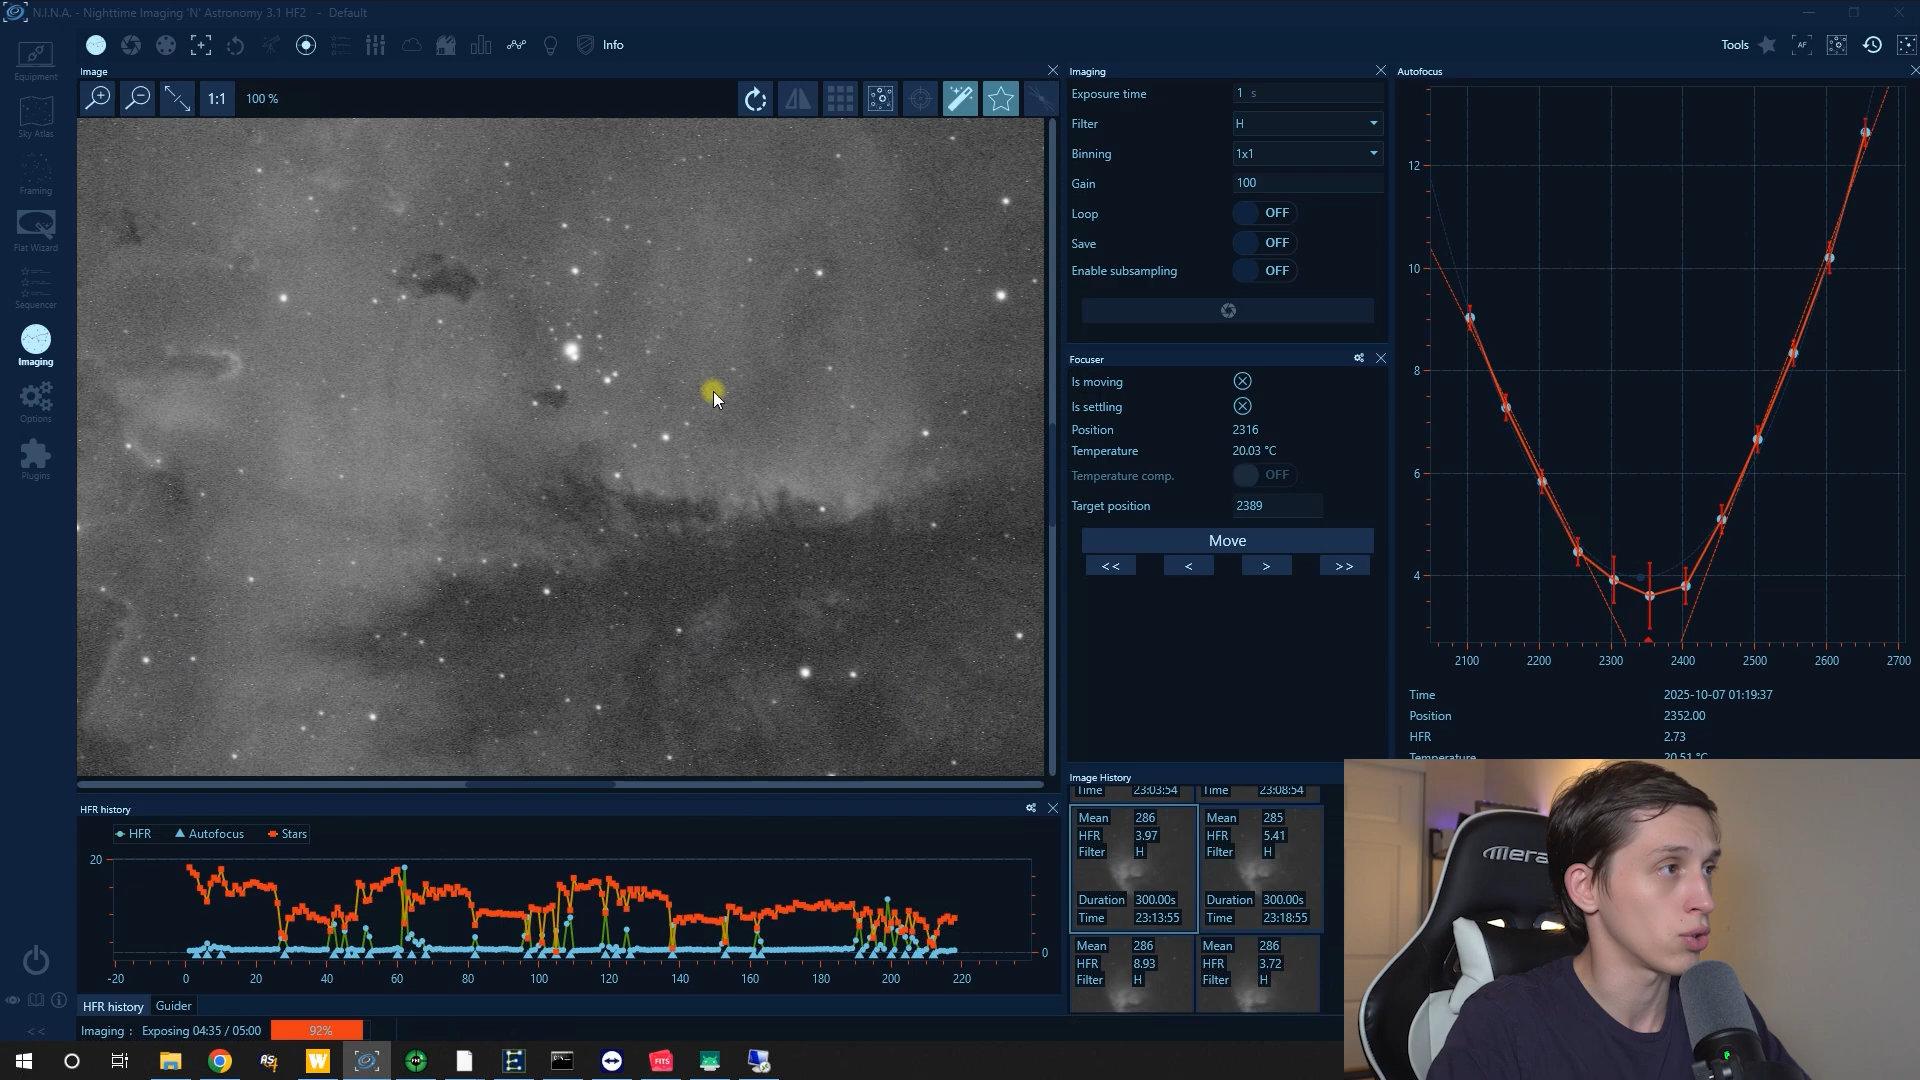 N.I.N.A. - Nighttime Imaging 'N' Astronomy 3.1 HF2 - Default
Info
Tools
AF
Equipment
Sky Atlas
Framing
Flat Wizard
Sequencer
Imaging
Options
Plugins
<<
Image
1:1
100 %
Imaging
Exposure time 1 s
Filter H
Binning 1x1
Gain 100
Loop OFF
Save OFF
Enable subsampling OFF
Focuser
Is moving
Is settling
Position 2316
Temperature 20.03 °C
Temperature comp. OFF
Target position 2389
Move
<< < > >>
Autofocus
12
10
8
6
4
2100 2200 2300 2400 2500 2600 2700
Time 2025-10-07 01:19:37
Position 2352.00
HFR 2.73
Temperature 20.51 °C
HFR history
HFR Autofocus Stars
20
0
-20 0 20 40 60 80 100 120 140 160 180 200 220
HFR history Guider
Imaging : Exposing 04:35 / 05:00 92%
Image History
Time 23:03:54 Time 23:08:54
Mean 286 Mean 285
HFR 3.97 HFR 5.41
Filter H Filter H
Duration 300.00s Duration 300.00s
Time 23:13:55 Time 23:18:55
Mean 286 Mean 286
HFR 8.93 HFR 3.72
Filter H Filter H
FITS
W